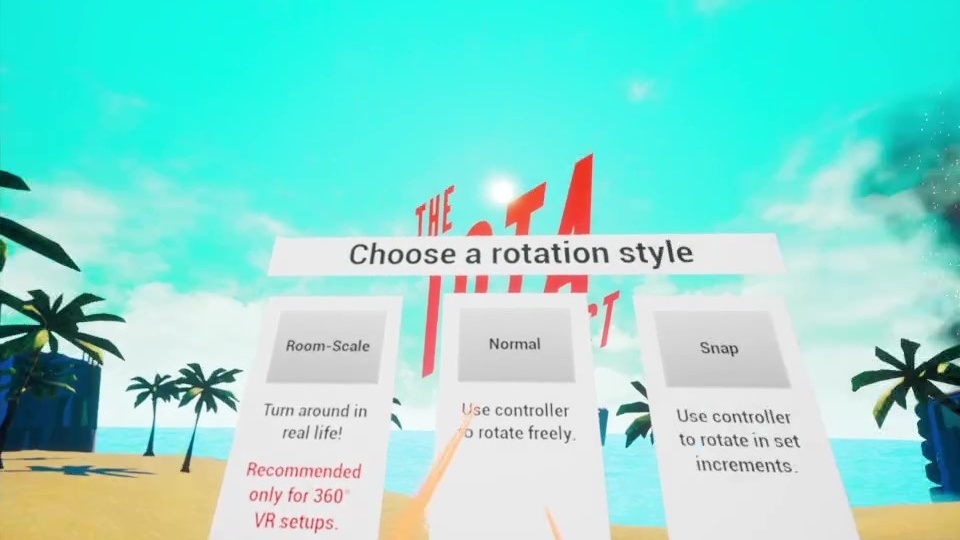 THE
Choose a rotation style
Room-Scale
Turn around in
real life!
Recommended
only for 360°
VR setups.
Normal
Use controller
to rotate freely.
Snap
Use controller
to rotate in set
increments.